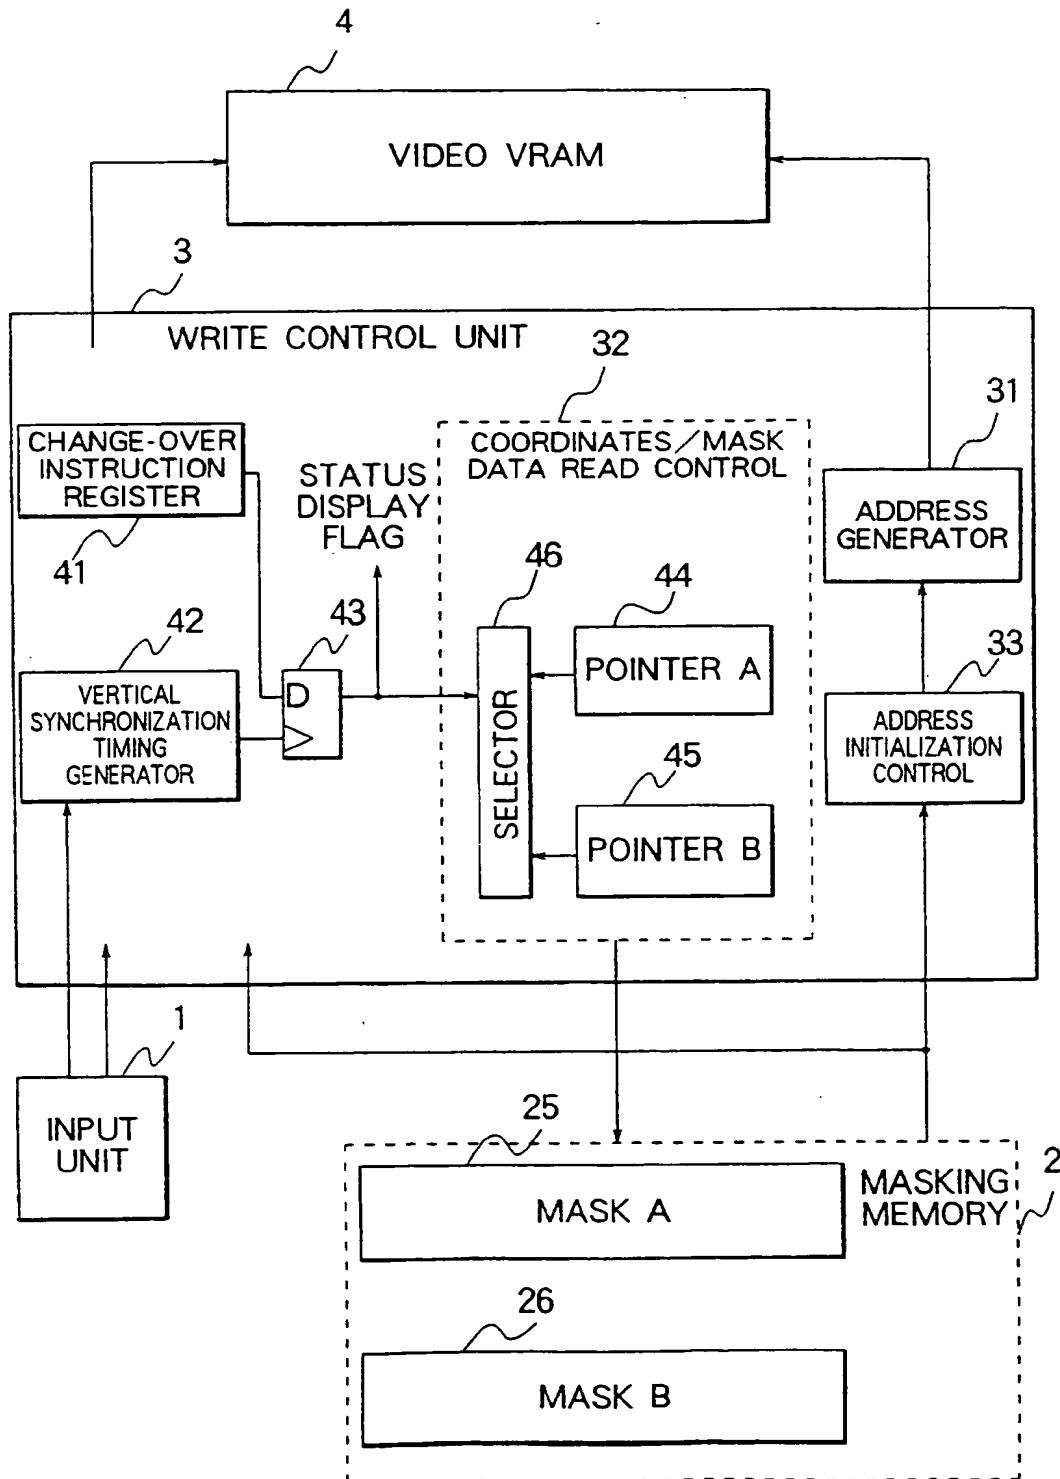 4
VIDEO VRAM
3
WRITE CONTROL UNIT
32
31
CHANGE-OVER
INSTRUCTION
REGISTER
41
STATUS
DISPLAY
FLAG
COORDINATES/MASK
DATA READ CONTROL
ADDRESS
GENERATOR
42
43
46
44
33
VERTICAL
SYNCHRONIZATION
TIMING
GENERATOR
D
SELECTOR
POINTER A
ADDRESS
INITIALIZATION
CONTROL
45
POINTER B
1
INPUT
UNIT
25
MASK A
MASKING
MEMORY
2
26
MASK B